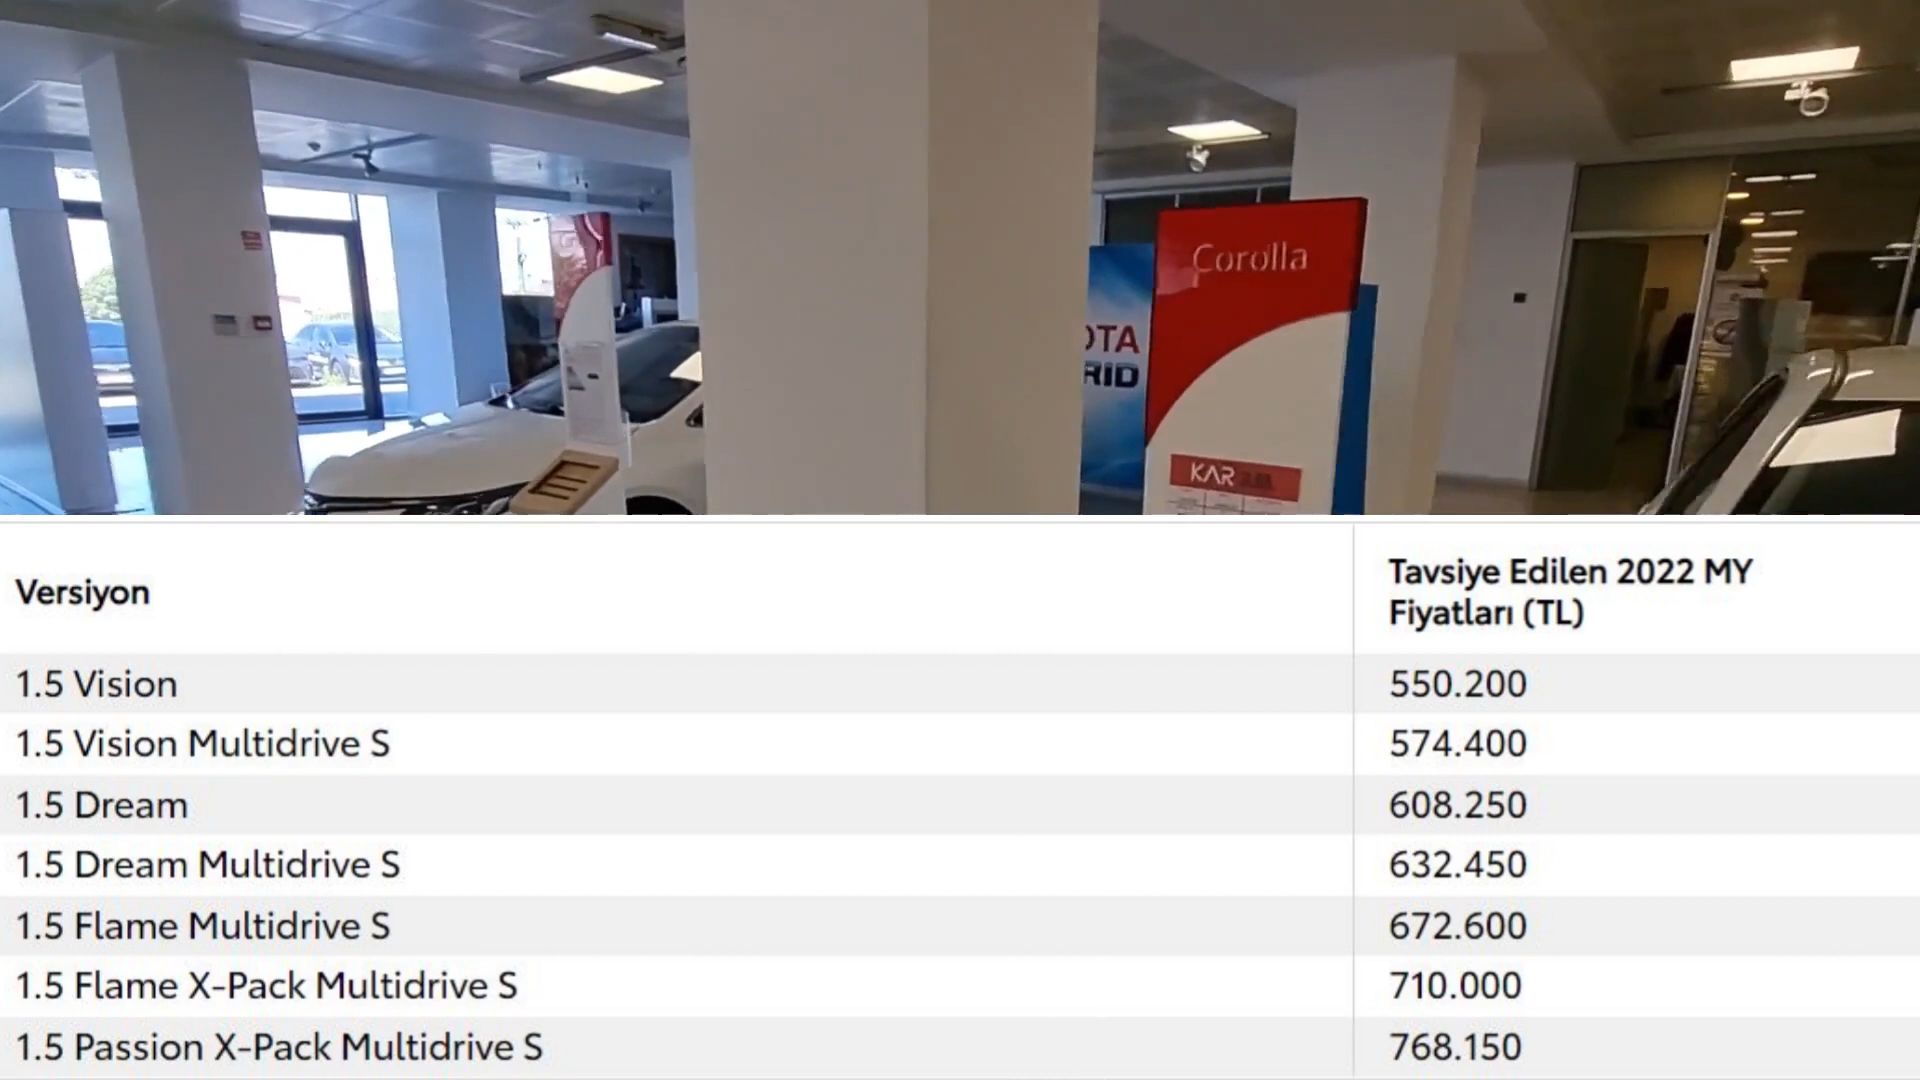 Corolla
OTA
RID
KAR
Versiyon
Tavsiye Edilen 2022 MY
Fiyatları (TL)
1.5 Vision
550.200
1.5 Vision Multidrive S
574.400
1.5 Dream
608.250
1.5 Dream Multidrive S
632.450
1.5 Flame Multidrive S
672.600
1.5 Flame X-Pack Multidrive S
710.000
1.5 Passion X-Pack Multidrive S
768.150